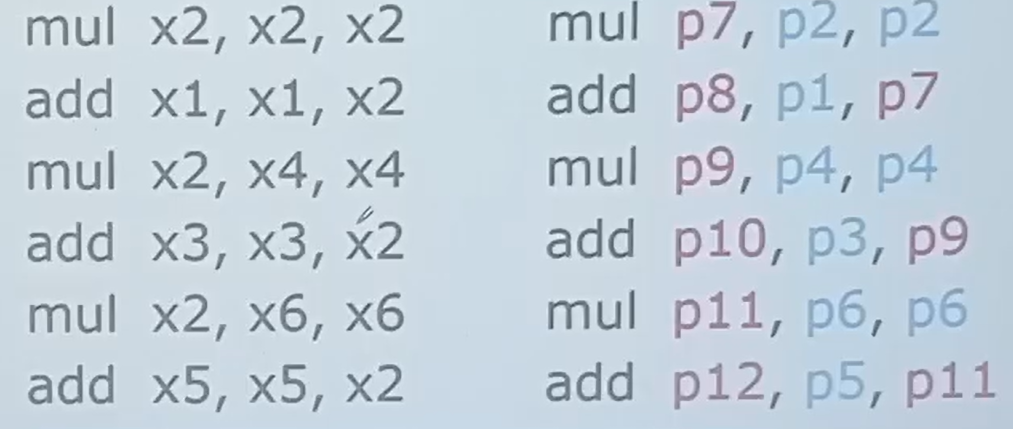 mul x2, x2, x2 mul p7, p2, p2
add x1, x1, x2 add p8, p1, p7
mul x2, x4, x4 mul p9, p4, p4
add x3, x3, x2 add p10, p3, p9
mul x2, x6, x6 mul p11, p6, p6
add x5, x5, x2 add p12, p5, p11